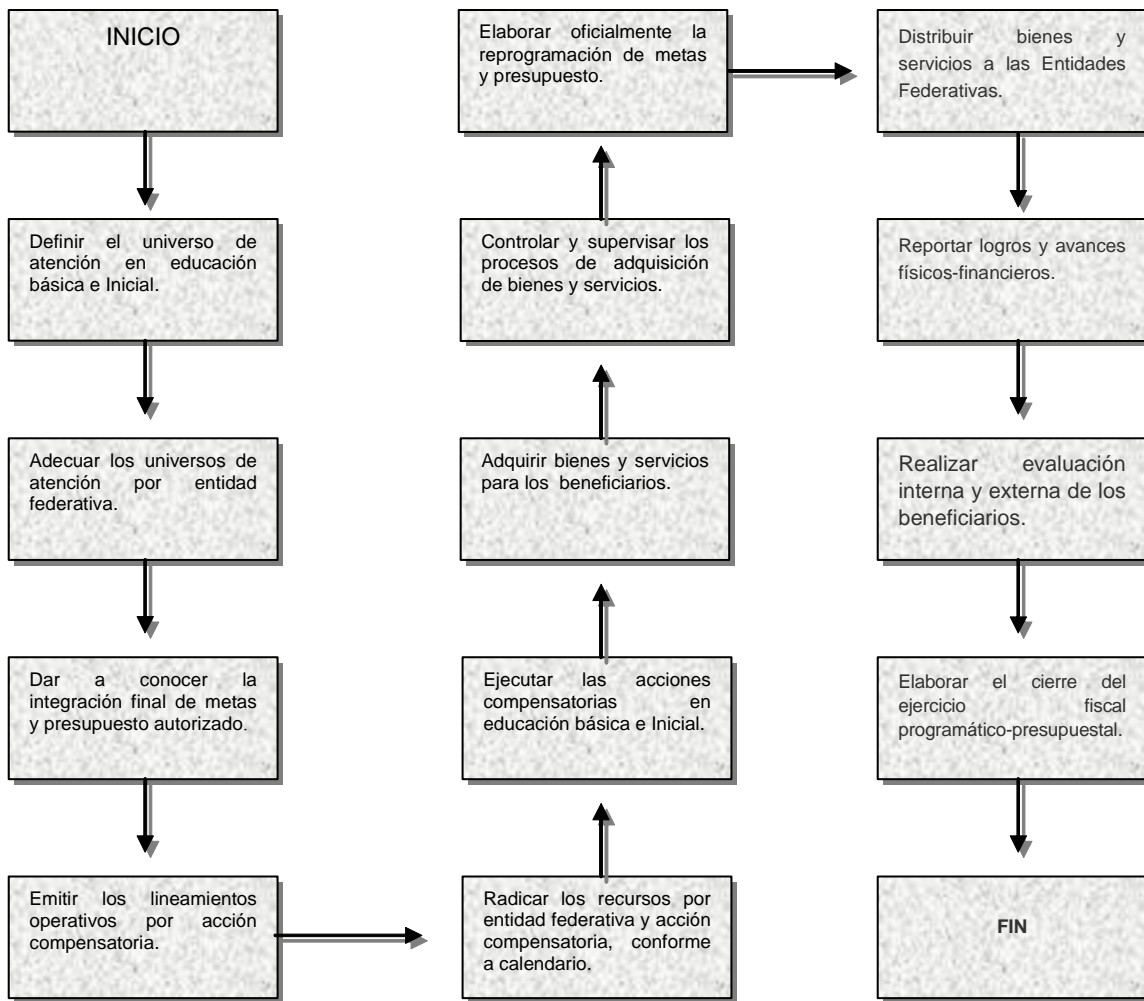 INICIO
Definir el universo de
atención en educación
básica e Inicial.
Adecuar los universos de
atención por entidad
federativa.
Dar a conocer la
integración final de metas
y presupuesto autorizado.
Emitir los lineamientos
operativos por acción
compensatoria.
Radicar los recursos por
entidad federativa y acción
compensatoria, conforme
a calendario.
Ejecutar las acciones
compensatorias en
educación básica e Inicial.
Adquirir bienes y servicios
para los beneficiarios.
Controlar y supervisar los
procesos de adquisición
de bienes y servicios.
Elaborar oficialmente la
reprogramación de metas
y presupuesto.
Distribuir bienes y
servicios a las Entidades
Federativas.
Reportar logros y avances
físicos-financieros.
Realizar evaluación
interna y externa de los
beneficiarios.
Elaborar el cierre del
ejercicio fiscal
programático-presupuestal.
FIN